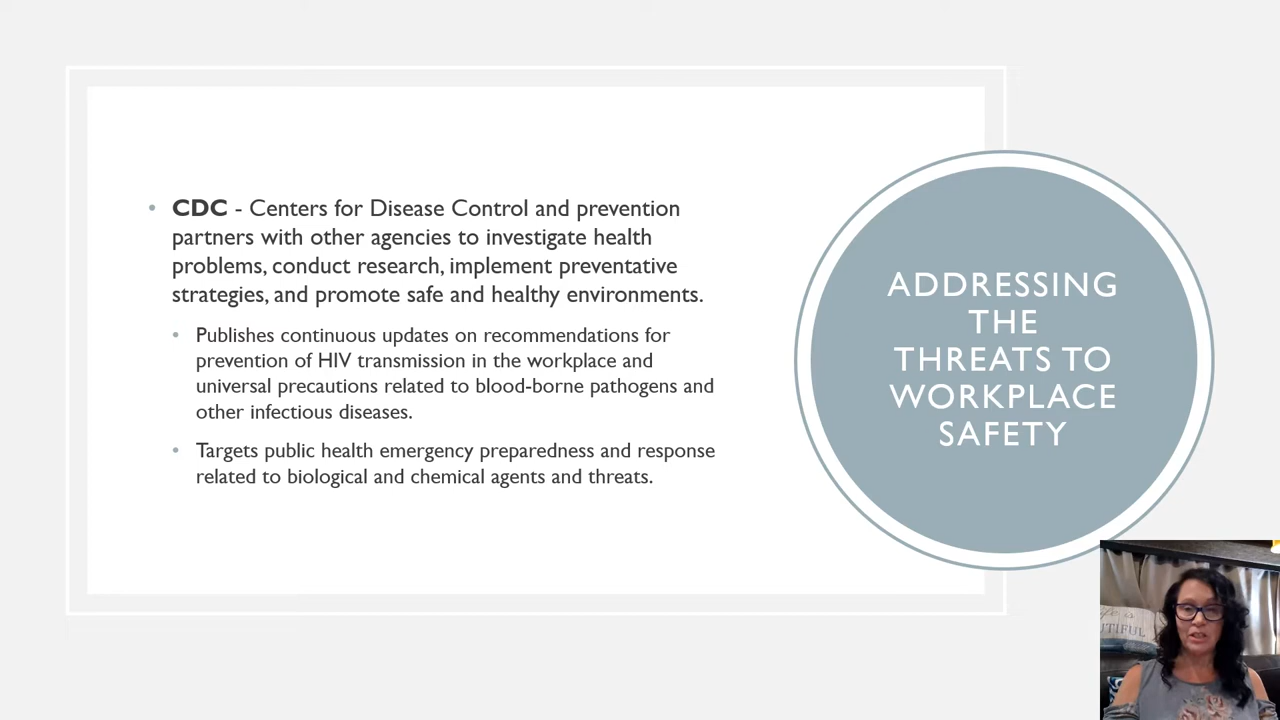 CDC - Centers for Disease Control and prevention
partners with other agencies to investigate health
problems, conduct research, implement preventative
strategies, and promote safe and healthy environments.
Publishes continuous updates on recommendations for
prevention of HIV transmission in the workplace and
universal precautions related to blood-borne pathogens and
other infectious diseases.
Targets public health emergency preparedness and response
related to biological and chemical agents and threats.
ADDRESSING
THE
THREATS TO
WORKPLACE
SAFETY